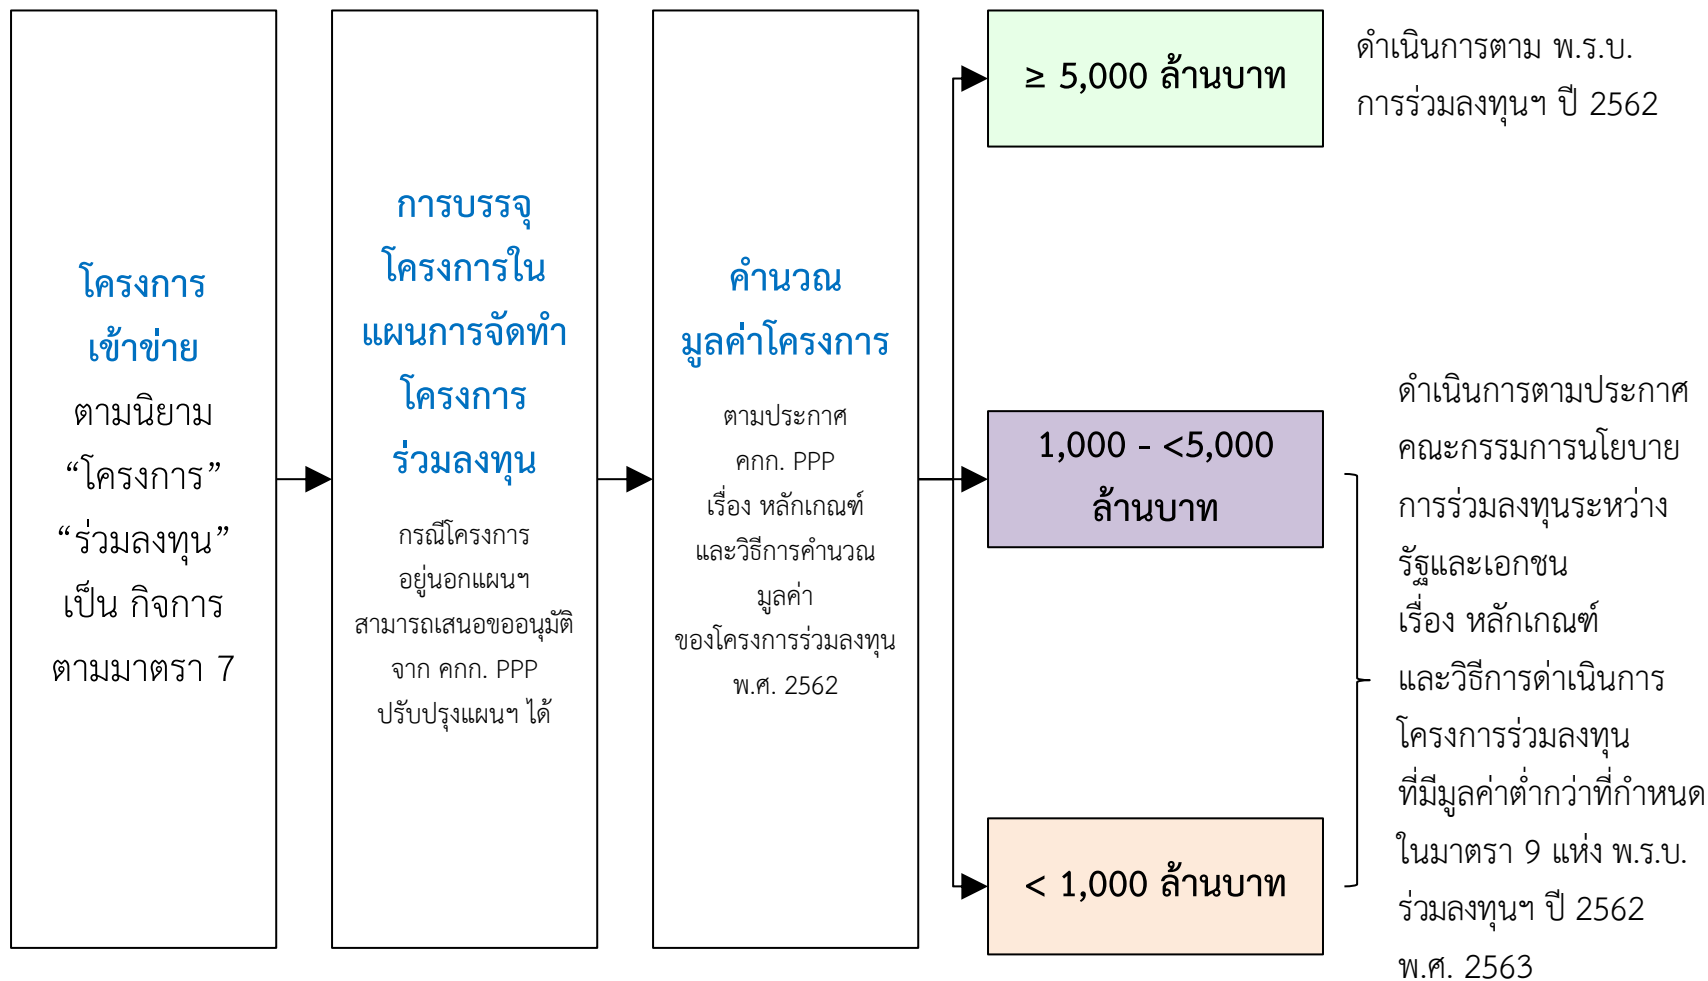 โครงการ
เข้าข่าย
ตามนิยาม
“โครงการ”
“ร่วมลงทุน”
เป็น กิจการ
ตามมาตรา 7
การบรรจุ
โครงการใน
แผนการจัดทำ
โครงการ
ร่วมลงทุน
กรณีโครงการ
อยู่นอกแผนฯ
สามารถเสนอขออนุมัติ
จาก คกก. PPP
ปรับปรุงแผนฯ ได้
คำนวณ
มูลค่าโครงการ
ตามประกาศ
คกก. PPP
เรื่อง หลักเกณฑ์
และวิธีการคำนวณ
มูลค่า
ของโครงการร่วมลงทุน
พ.ศ. 2562
≥ 5,000 ล้านบาท
ดำเนินการตาม พ.ร.บ.
การร่วมลงทุนฯ ปี 2562
1,000 - <5,000
ล้านบาท
< 1,000 ล้านบาท
ดำเนินการตามประกาศ
คณะกรรมการนโยบาย
การร่วมลงทุนระหว่าง
รัฐและเอกชน
เรื่อง หลักเกณฑ์
และวิธีการด่าเนินการ
โครงการร่วมลงทุน
ที่มีมูลค่าต่ำกว่าที่กำหนด
ในมาตรา 9 แห่ง พ.ร.บ.
ร่วมลงทุนฯ ปี 2562
พ.ศ. 2563